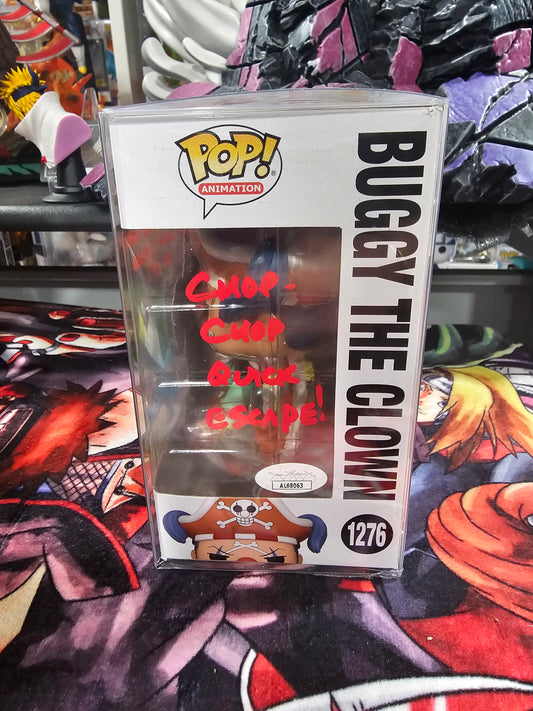 POP!
ANIMATION
BUGGY THE CLOWN
CHOP-
CHOP
QUICK
ESCAPE!
AL68063
1276